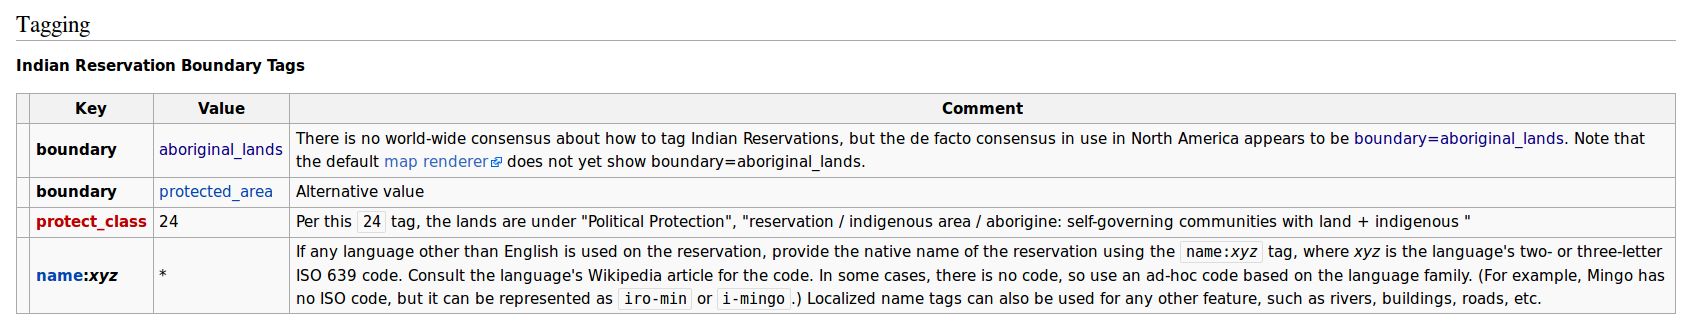 Tagging
Indian Reservation Boundary Tags
Key Value Comment
boundary aboriginal_lands There is no world-wide consensus about how to tag Indian Reservations, but the de facto consensus in use in North America appears to be boundary=aboriginal_lands. Note that
the default map renderer does not yet show boundary=aboriginal_lands.
boundary protected_area Alternative value
protect_class 24 Per this 24 tag, the lands are under "Political Protection", "reservation / indigenous area / aborigine: self-governing communities with land + indigenous "
name:xyz * If any language other than English is used on the reservation, provide the native name of the reservation using the name:xyz tag, where xyz is the language's two- or three-letter
ISO 639 code. Consult the language's Wikipedia article for the code. In some cases, there is no code, so use an ad-hoc code based on the language family. (For example, Mingo has
no ISO code, but it can be represented as iro-min or i-mingo.) Localized name tags can also be used for any other feature, such as rivers, buildings, roads, etc.